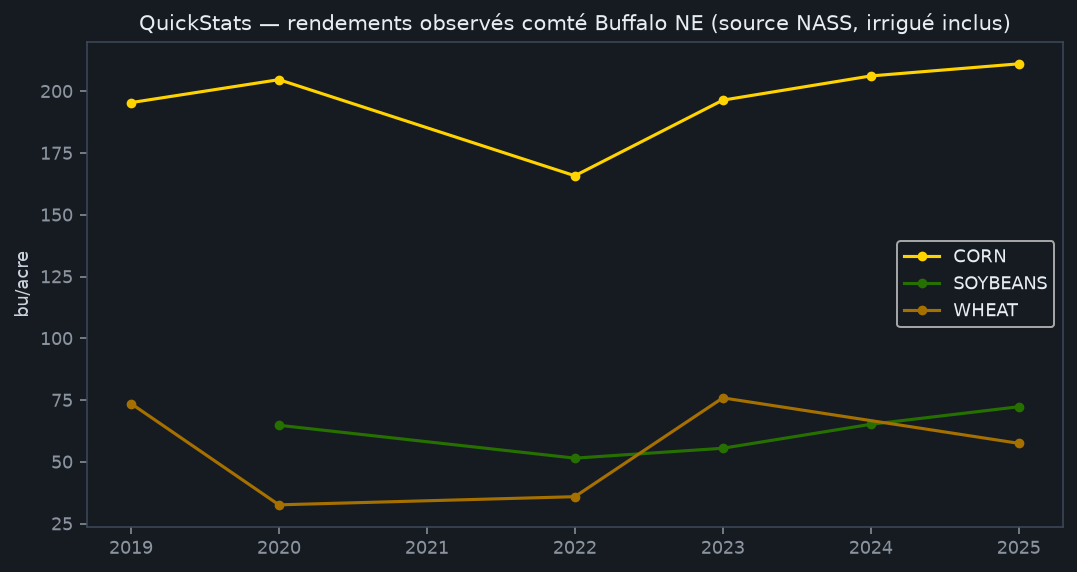 QuickStats — rendements observés comté Buffalo NE (source NASS, irrigué inclus)
bu/acre
200
175
150
125
100
75
50
25
2019 2020 2021 2022 2023 2024 2025
CORN
SOYBEANS
WHEAT